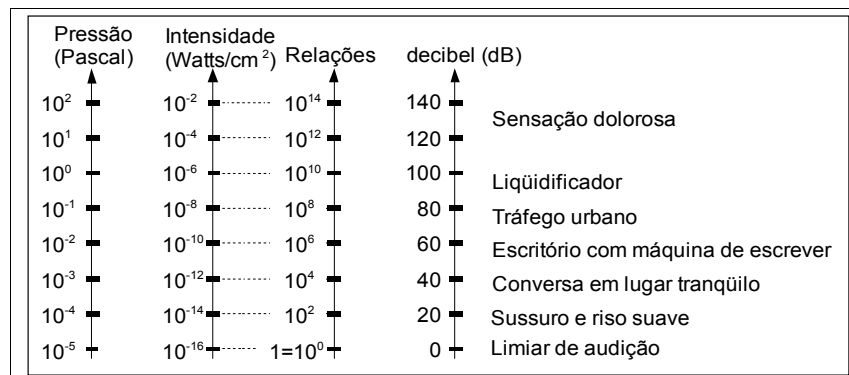 Pressão (Pascal) Intensidade (Watts/cm²) Relações decibel (dB)
10² 10⁻² 10¹⁴ 140
Sensação dolorosa
10¹ 10⁻⁴ 10¹² 120
10⁰ 10⁻⁶ 10¹⁰ 100 Liqüidificador
10⁻¹ 10⁻⁸ 10⁸ 80 Tráfego urbano
10⁻² 10⁻¹⁰ 10⁶ 60 Escritório com máquina de escrever
10⁻³ 10⁻¹² 10⁴ 40 Conversa em lugar tranqüilo
10⁻⁴ 10⁻¹⁴ 10² 20 Sussuro e riso suave
10⁻⁵ 10⁻¹⁶ 1=10⁰ 0 Limiar de audição